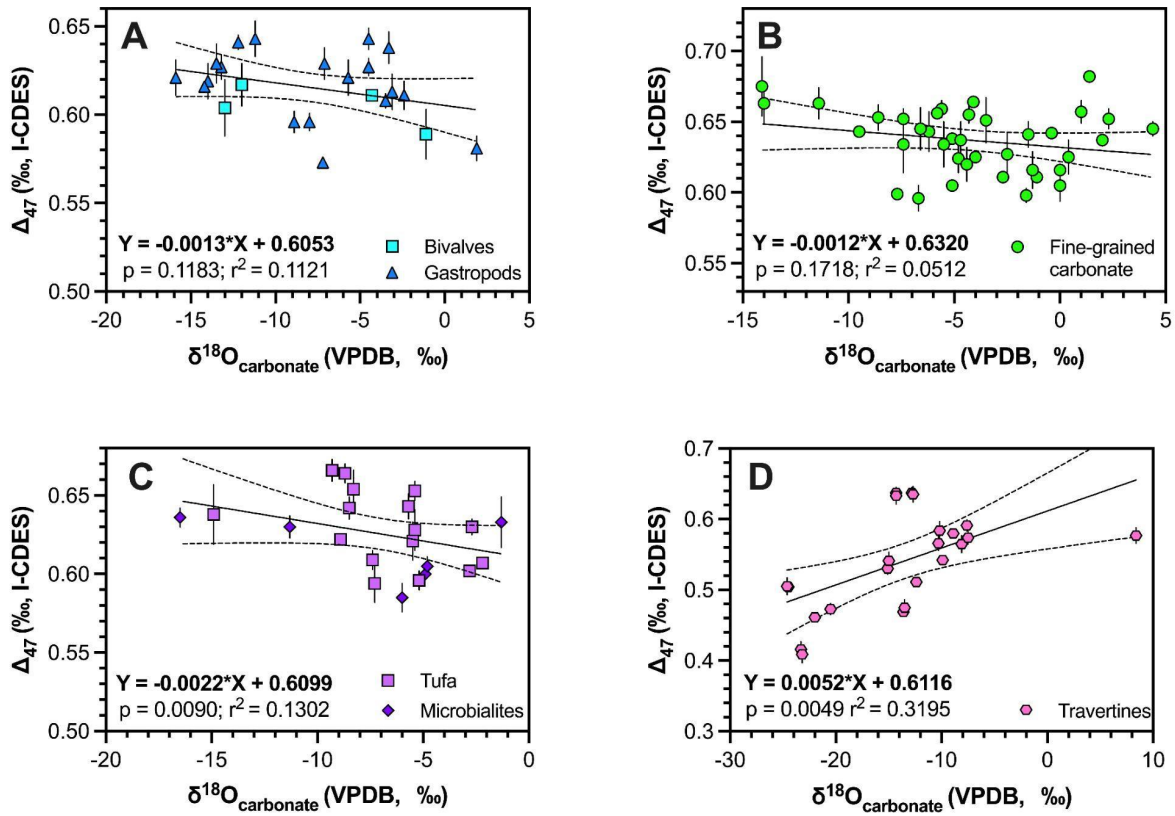 A
0.65
0.60
0.55
0.50
Δ47 (‰, I-CDES)
Y = -0.0013*X + 0.6053
p = 0.1183; r² = 0.1121
Bivalves
Gastropods
-20 -15 -10 -5 0 5
δ¹⁸Ocarbonate (VPDB, ‰)
B
0.70
0.65
0.60
0.55
Δ47 (‰, I-CDES)
Y = -0.0012*X + 0.6320
p = 0.1718; r² = 0.0512
Fine-grained
carbonate
-15 -10 -5 0 5
δ¹⁸Ocarbonate (VPDB, ‰)
C
0.65
0.60
0.55
0.50
Δ47 (‰, I-CDES)
Y = -0.0022*X + 0.6099
p = 0.0090; r² = 0.1302
Tufa
Microbialites
-20 -15 -10 -5 0
δ¹⁸Ocarbonate (VPDB, ‰)
D
0.7
0.6
0.5
0.4
0.3
Δ47 (‰, I-CDES)
Y = 0.0052*X + 0.6116
p = 0.0049 r² = 0.3195
Travertines
-30 -20 -10 0 10
δ¹⁸Ocarbonate (VPDB, ‰)